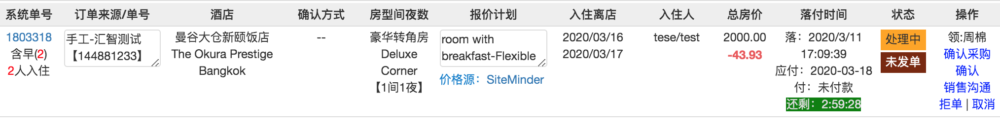 系统单号 订单来源/单号 酒店 确认方式 房型间夜数 报价计划 入住离店 入住人 总房价 落付时间 状态 操作
1803318
含早(2)
2人入住
手工-汇智测试
【144881233】
曼谷大仓新颐饭店
The Okura Prestige
Bangkok
--
豪华转角房
Deluxe
Corner
【1间1夜】
room with
breakfast-Flexible
价格源：SiteMinder
2020/03/16
2020/03/17
tese/test
2000.00
-43.93
落：2020/3/11
17:09:39
应付：2020-03-18
付：未付款
还剩：2:59:28
处理中
未发单
领:周棉
确认采购
确认
销售沟通
拒单 | 取消